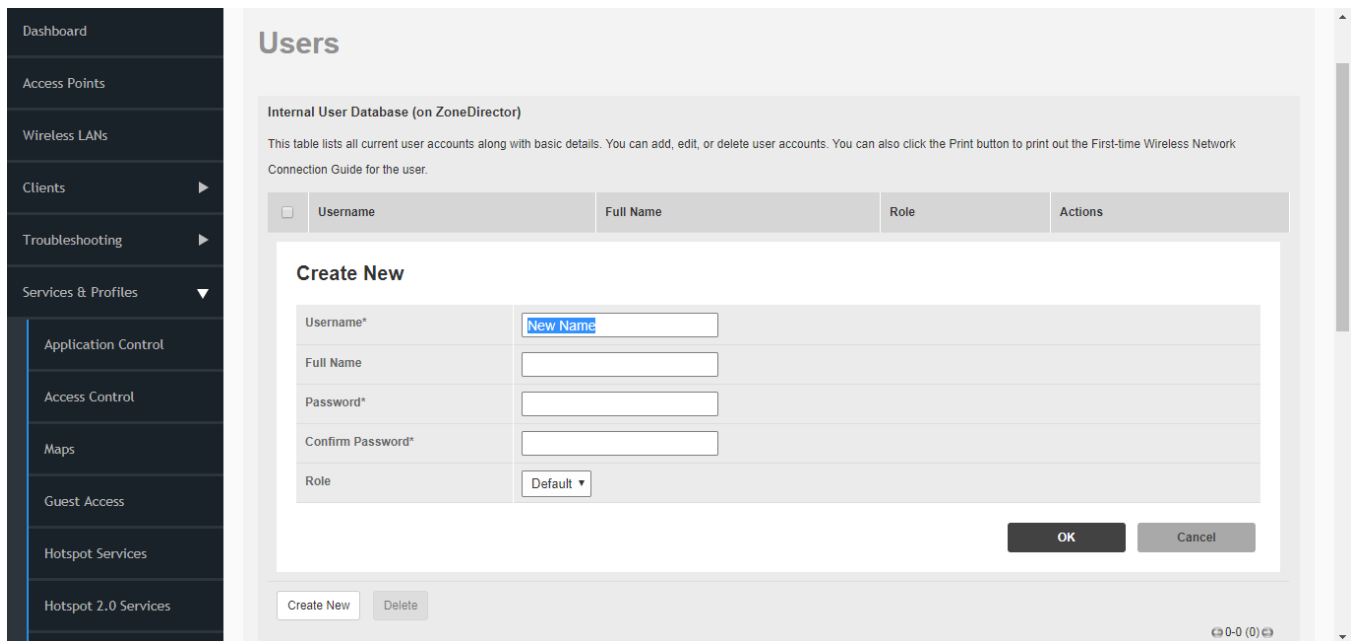 Dashboard
Access Points
Wireless LANs
Clients
Troubleshooting
Services & Profiles
Application Control
Access Control
Maps
Guest Access
Hotspot Services
Hotspot 2.0 Services
Users
Internal User Database (on ZoneDirector)
This table lists all current user accounts along with basic details. You can add, edit, or delete user accounts. You can also click the Print button to print out the First-time Wireless Network
Connection Guide for the user.
Username Full Name Role Actions
Create New
Username* New Name
Full Name
Password*
Confirm Password*
Role Default
OK Cancel
Create New Delete
0-0 (0)